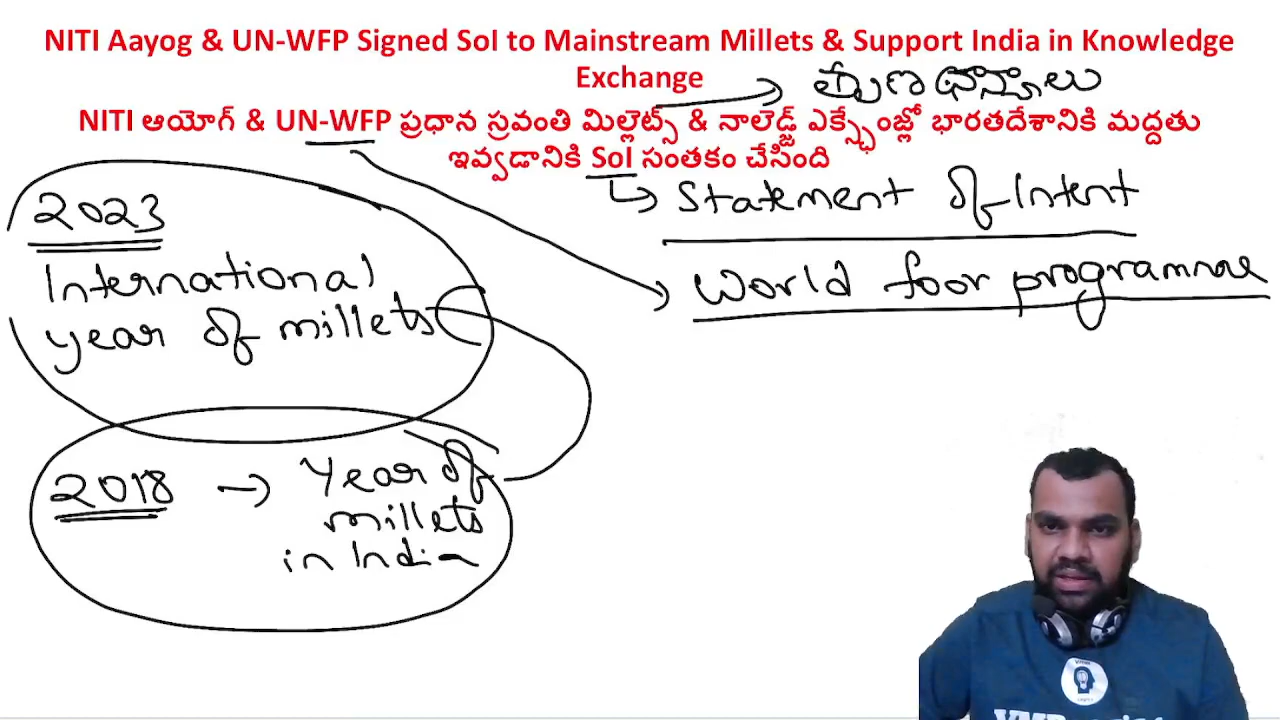 NITI Aayog & UN-WFP Signed SoI to Mainstream Millets & Support India in Knowledge
Exchange
తృణ ధాన్యాలు
NITI ఆయోగ్ & UN-WFP ప్రధాన స్రవంతి మిల్లెట్స్ & నాలెడ్జ్ ఎక్స్ఛేంజ్లో భారతదేశానికి మద్దతు
ఇవ్వడానికి SoI సంతకం చేసింది
Statement of Intent
2023
International
year of millets
World foor programme
2018 → Year of
millets
in India